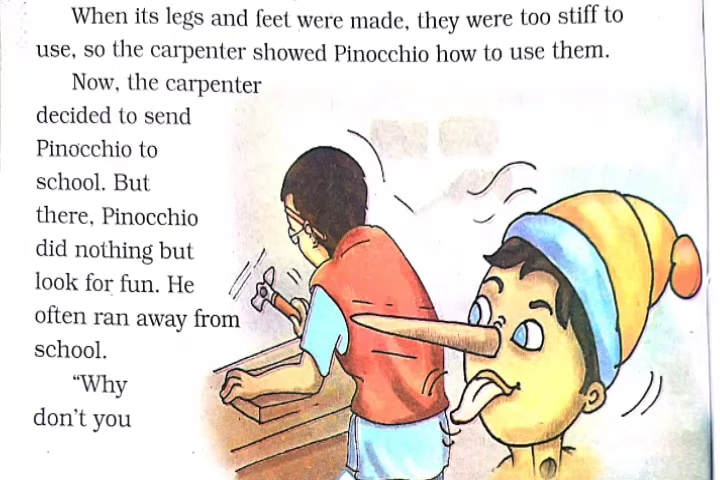 When its legs and feet were made, they were too stiff to
use, so the carpenter showed Pinocchio how to use them.
Now, the carpenter
decided to send
Pinocchio to
school. But
there, Pinocchio
did nothing but
look for fun. He
often ran away from
school.
“Why
don’t you